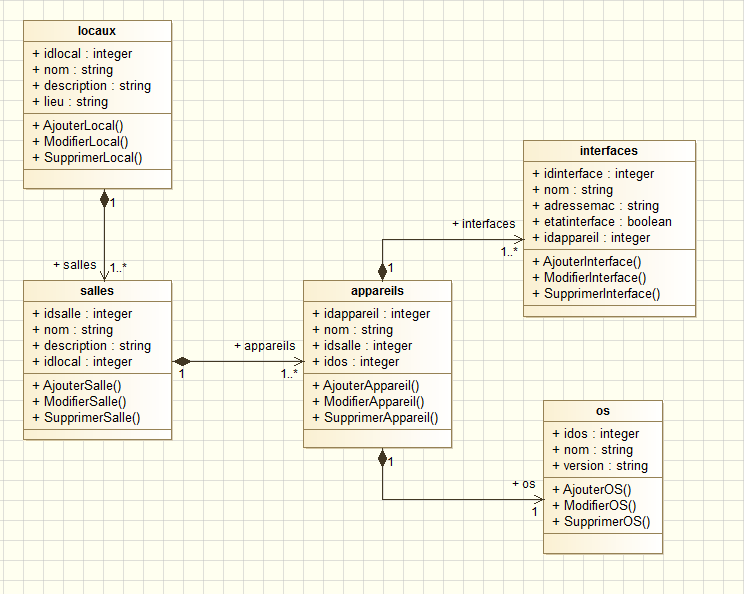 locaux
+ idlocal : integer
+ nom : string
+ description : string
+ lieu : string
+ AjouterLocal()
+ ModifierLocal()
+ SupprimerLocal()
1
+ salles
1..*
salles
+ idsalle : integer
+ nom : string
+ description : string
+ idlocal : integer
+ AjouterSalle()
+ ModifierSalle()
+ SupprimerSalle()
1
+ appareils
1..*
appareils
+ idappareil : integer
+ nom : string
+ idsalle : integer
+ idos : integer
+ AjouterAppareil()
+ ModifierAppareil()
+ SupprimerAppareil()
1
+ interfaces
1..*
interfaces
+ idinterface : integer
+ nom : string
+ adressemac : string
+ etatinterface : boolean
+ idappareil : integer
+ AjouterInterface()
+ ModifierInterface()
+ SupprimerInterface()
1
+ os
1
os
+ idos : integer
+ nom : string
+ version : string
+ AjouterOS()
+ ModifierOS()
+ SupprimerOS()